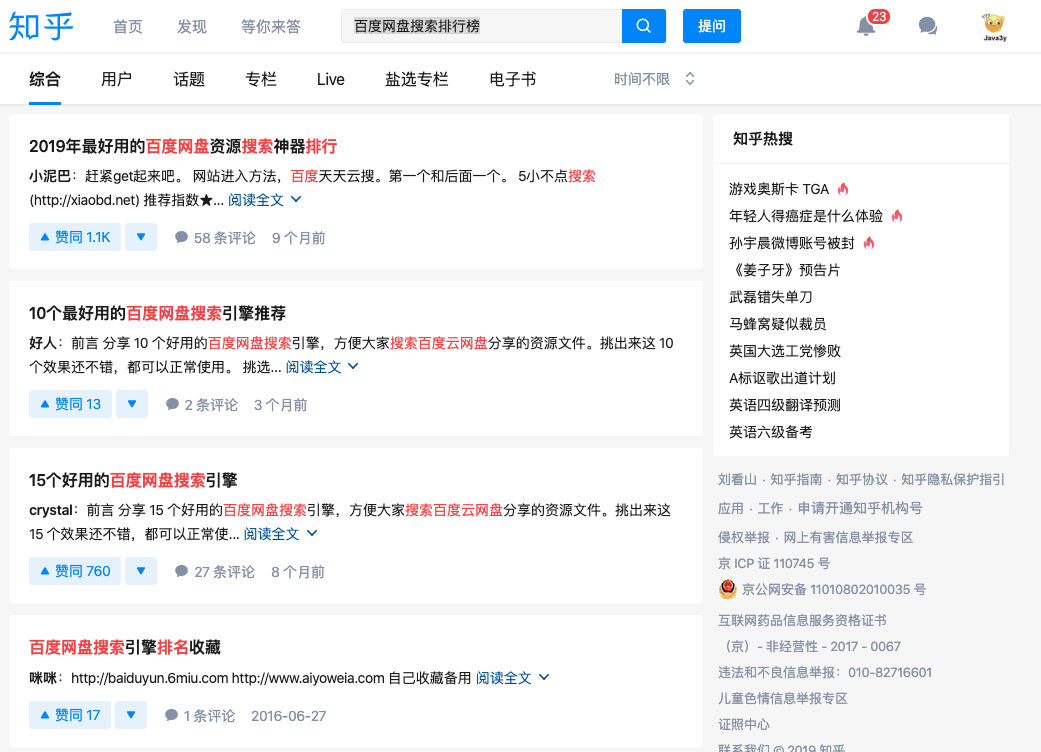 知乎 首页 发现 等你来答 百度网盘搜索排行榜 提问 23
Java3y
综合 用户 话题 专栏 Live 盐选专栏 电子书 时间不限
2019年最好用的百度网盘资源搜索神器排行
小泥巴：赶紧get起来吧。 网站进入方法，百度天天云搜。第一个和后面一个。 5小不点搜索
(http://xiaobd.net) 推荐指数★... 阅读全文
赞同 1.1K 58 条评论 9 个月前
10个最好用的百度网盘搜索引擎推荐
好人：前言 分享 10 个好用的百度网盘搜索引擎，方便大家搜索百度云网盘分享的资源文件。挑出来这 10
个效果还不错，都可以正常使用。 挑选... 阅读全文
赞同 13 2 条评论 3 个月前
15个好用的百度网盘搜索引擎
crystal：前言 分享 15 个好用的百度网盘搜索引擎，方便大家搜索百度云网盘分享的资源文件。挑出来这
15 个效果还不错，都可以正常使... 阅读全文
赞同 760 27 条评论 8 个月前
百度网盘搜索引擎排名收藏
咪咪：http://baiduyun.6miu.com http://www.aiyoweia.com 自己收藏备用 阅读全文
赞同 17 1 条评论 2016-06-27
知乎热搜
游戏奥斯卡 TGA
年轻人得癌症是什么体验
孙宇晨微博账号被封
《姜子牙》预告片
武磊错失单刀
马蜂窝疑似裁员
英国大选工党惨败
A标讴歌出道计划
英语四级翻译预测
英语六级备考
刘看山 · 知乎指南 · 知乎协议 · 知乎隐私保护指引
应用 · 工作 · 申请开通知乎机构号
侵权举报 · 网上有害信息举报专区
京 ICP 证 110745 号
京公网安备 11010802010035 号
互联网药品信息服务资格证书
（京）- 非经营性 - 2017 - 0067
违法和不良信息举报：010-82716601
儿童色情信息举报专区
证照中心
联系我们 © 2019 知乎